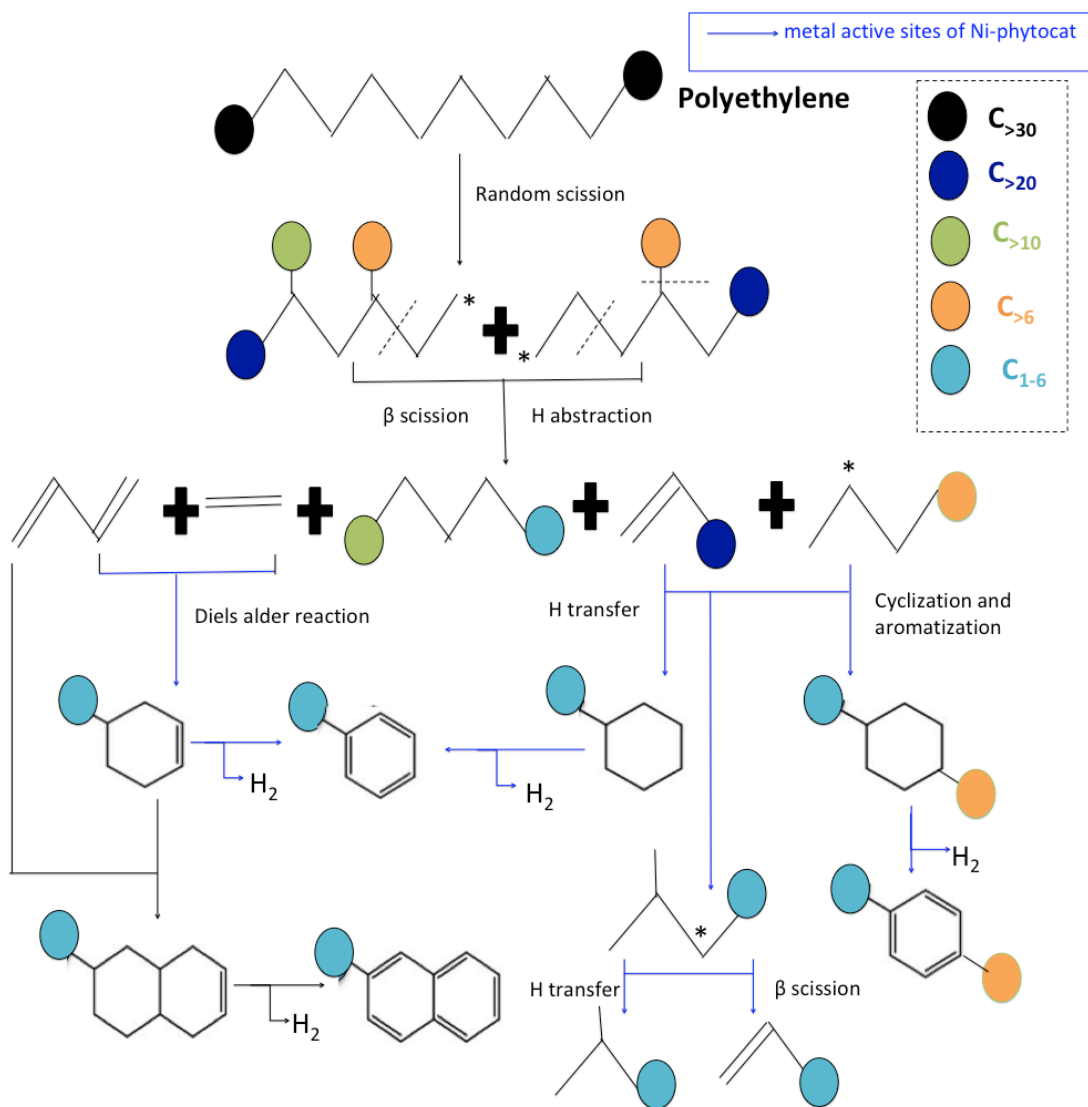 metal active sites of Ni-phytocat
Polyethylene
C>30
C>20
C>10
C>6
C1-6
Random scission
*
*
β scission
H abstraction
*
Diels alder reaction
H transfer
Cyclization and
aromatization
H2
H2
H2
*
H transfer
β scission
H2